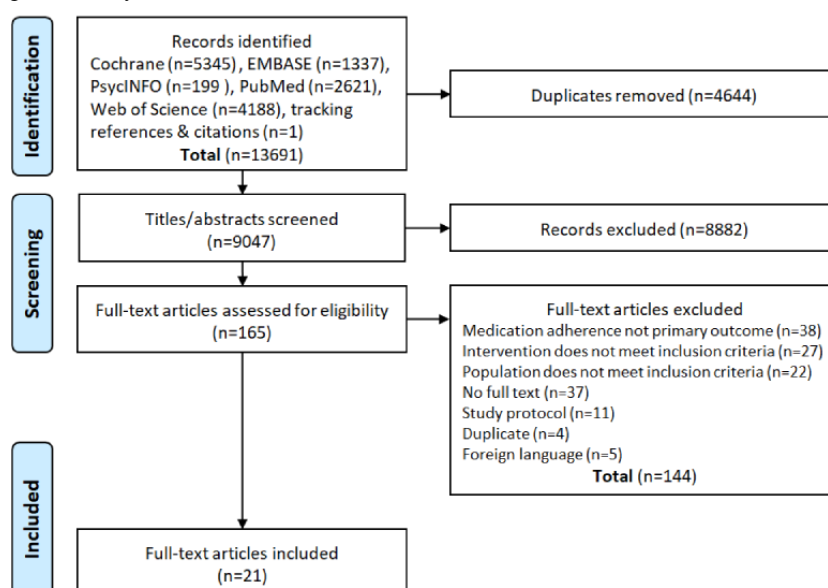 Identification
Records identified
Cochrane (n=5345), EMBASE (n=1337),
PsycINFO (n=199 ), PubMed (n=2621),
Web of Science (n=4188), tracking
references & citations (n=1)
Total (n=13691)
Duplicates removed (n=4644)
Screening
Titles/abstracts screened
(n=9047)
Records excluded (n=8882)
Full-text articles assessed for eligibility
(n=165)
Full-text articles excluded
Medication adherence not primary outcome (n=38)
Intervention does not meet inclusion criteria (n=27)
Population does not meet inclusion criteria (n=22)
No full text (n=37)
Study protocol (n=11)
Duplicate (n=4)
Foreign language (n=5)
Total (n=144)
Included
Full-text articles included
(n=21)